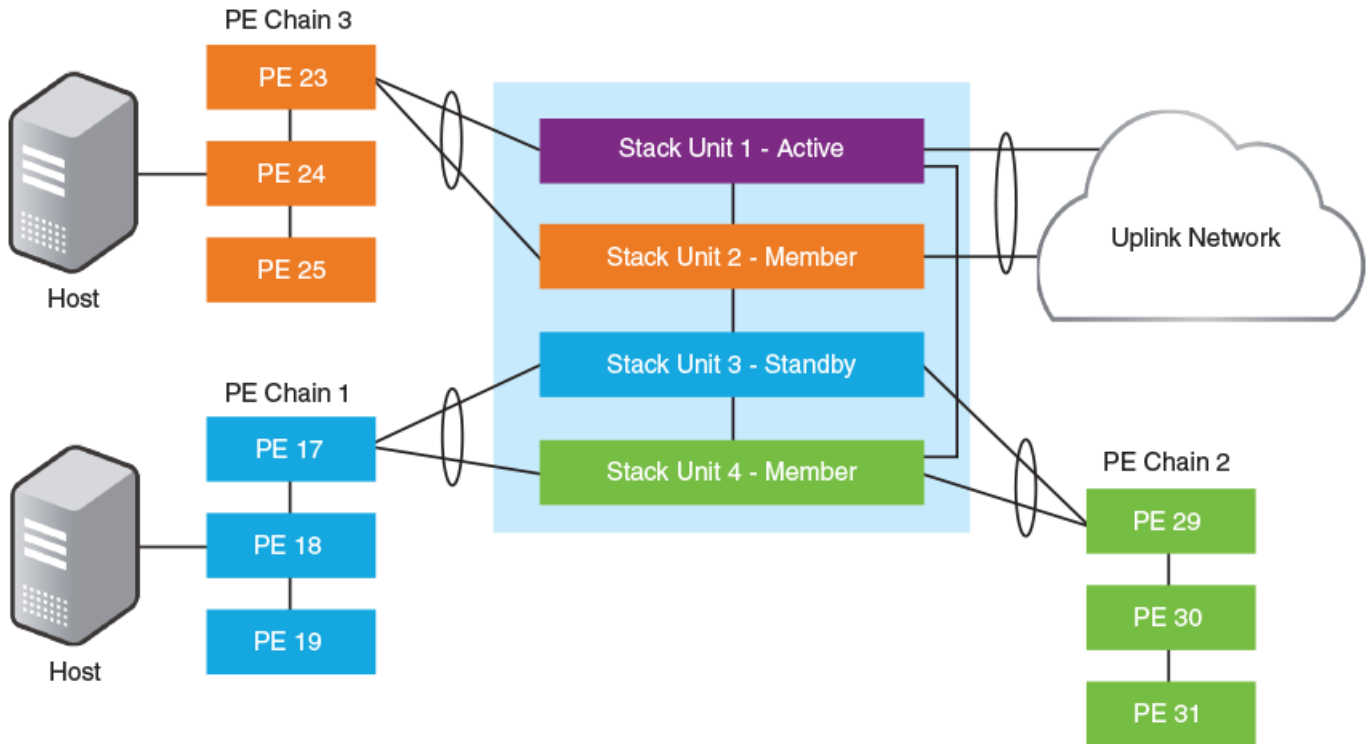 PE Chain 3
PE 23
PE 24
PE 25
Host
Stack Unit 1 - Active
Stack Unit 2 - Member
Stack Unit 3 - Standby
Stack Unit 4 - Member
Uplink Network
PE Chain 1
PE 17
PE 18
PE 19
Host
PE Chain 2
PE 29
PE 30
PE 31